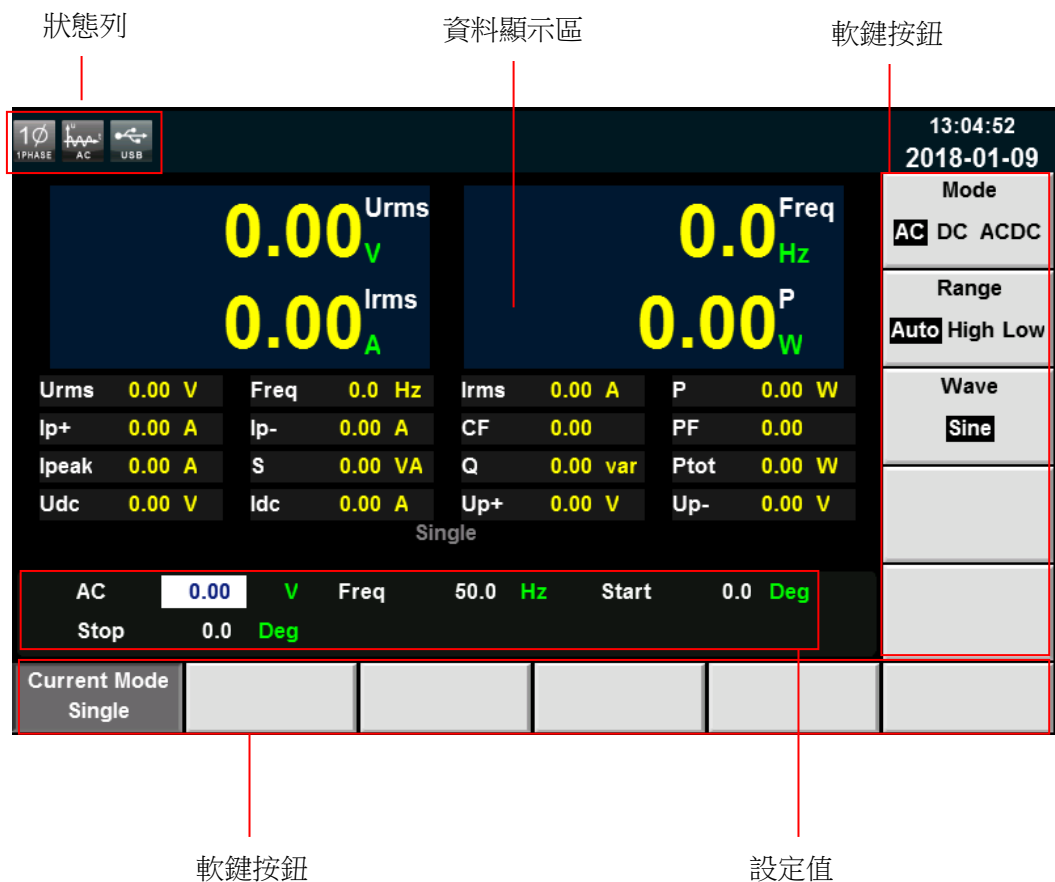 狀態列
資料顯示區
軟鍵按鈕
1Ø
1PHASE
U
t
AC
USB
13:04:52
2018-01-09
0.00 Urms V
0.0 Freq Hz
0.00 Irms A
0.00 P W
Mode
AC DC ACDC
Range
Auto High Low
Wave
Sine
Urms 0.00 V Freq 0.0 Hz Irms 0.00 A P 0.00 W
Ip+ 0.00 A Ip- 0.00 A CF 0.00 PF 0.00
Ipeak 0.00 A S 0.00 VA Q 0.00 var Ptot 0.00 W
Udc 0.00 V Idc 0.00 A Up+ 0.00 V Up- 0.00 V
Single
AC 0.00 V Freq 50.0 Hz Start 0.0 Deg
Stop 0.0 Deg
Current Mode
Single
軟鍵按鈕
設定值